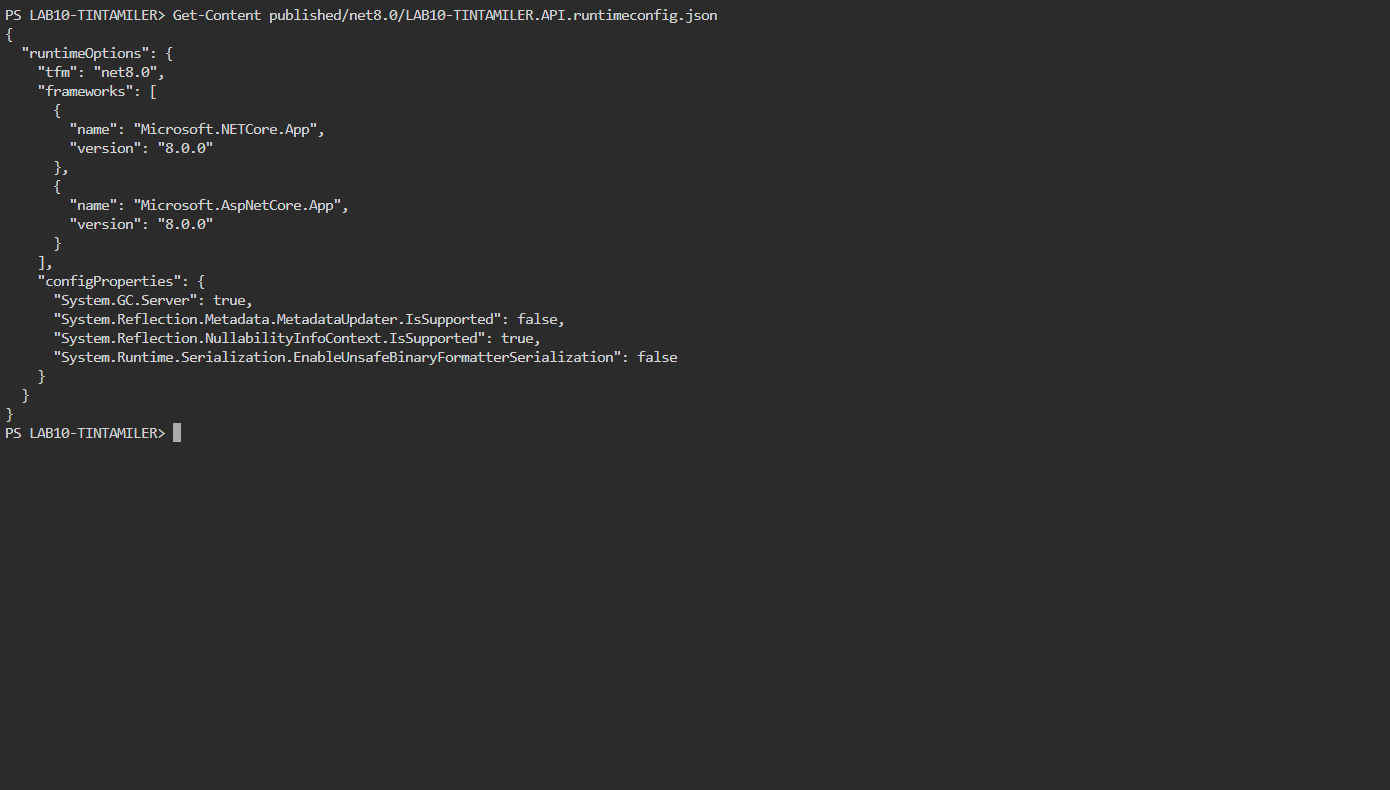 PS LAB10-TINTAMILER> Get-Content published/net8.0/LAB10-TINTAMILER.API.runtimeconfig.json
{
  "runtimeOptions": {
    "tfm": "net8.0",
    "frameworks": [
      {
        "name": "Microsoft.NETCore.App",
        "version": "8.0.0"
      },
      {
        "name": "Microsoft.AspNetCore.App",
        "version": "8.0.0"
      }
    ],
    "configProperties": {
      "System.GC.Server": true,
      "System.Reflection.Metadata.MetadataUpdater.IsSupported": false,
      "System.Reflection.NullabilityInfoContext.IsSupported": true,
      "System.Runtime.Serialization.EnableUnsafeBinaryFormatterSerialization": false
    }
  }
}
PS LAB10-TINTAMILER>